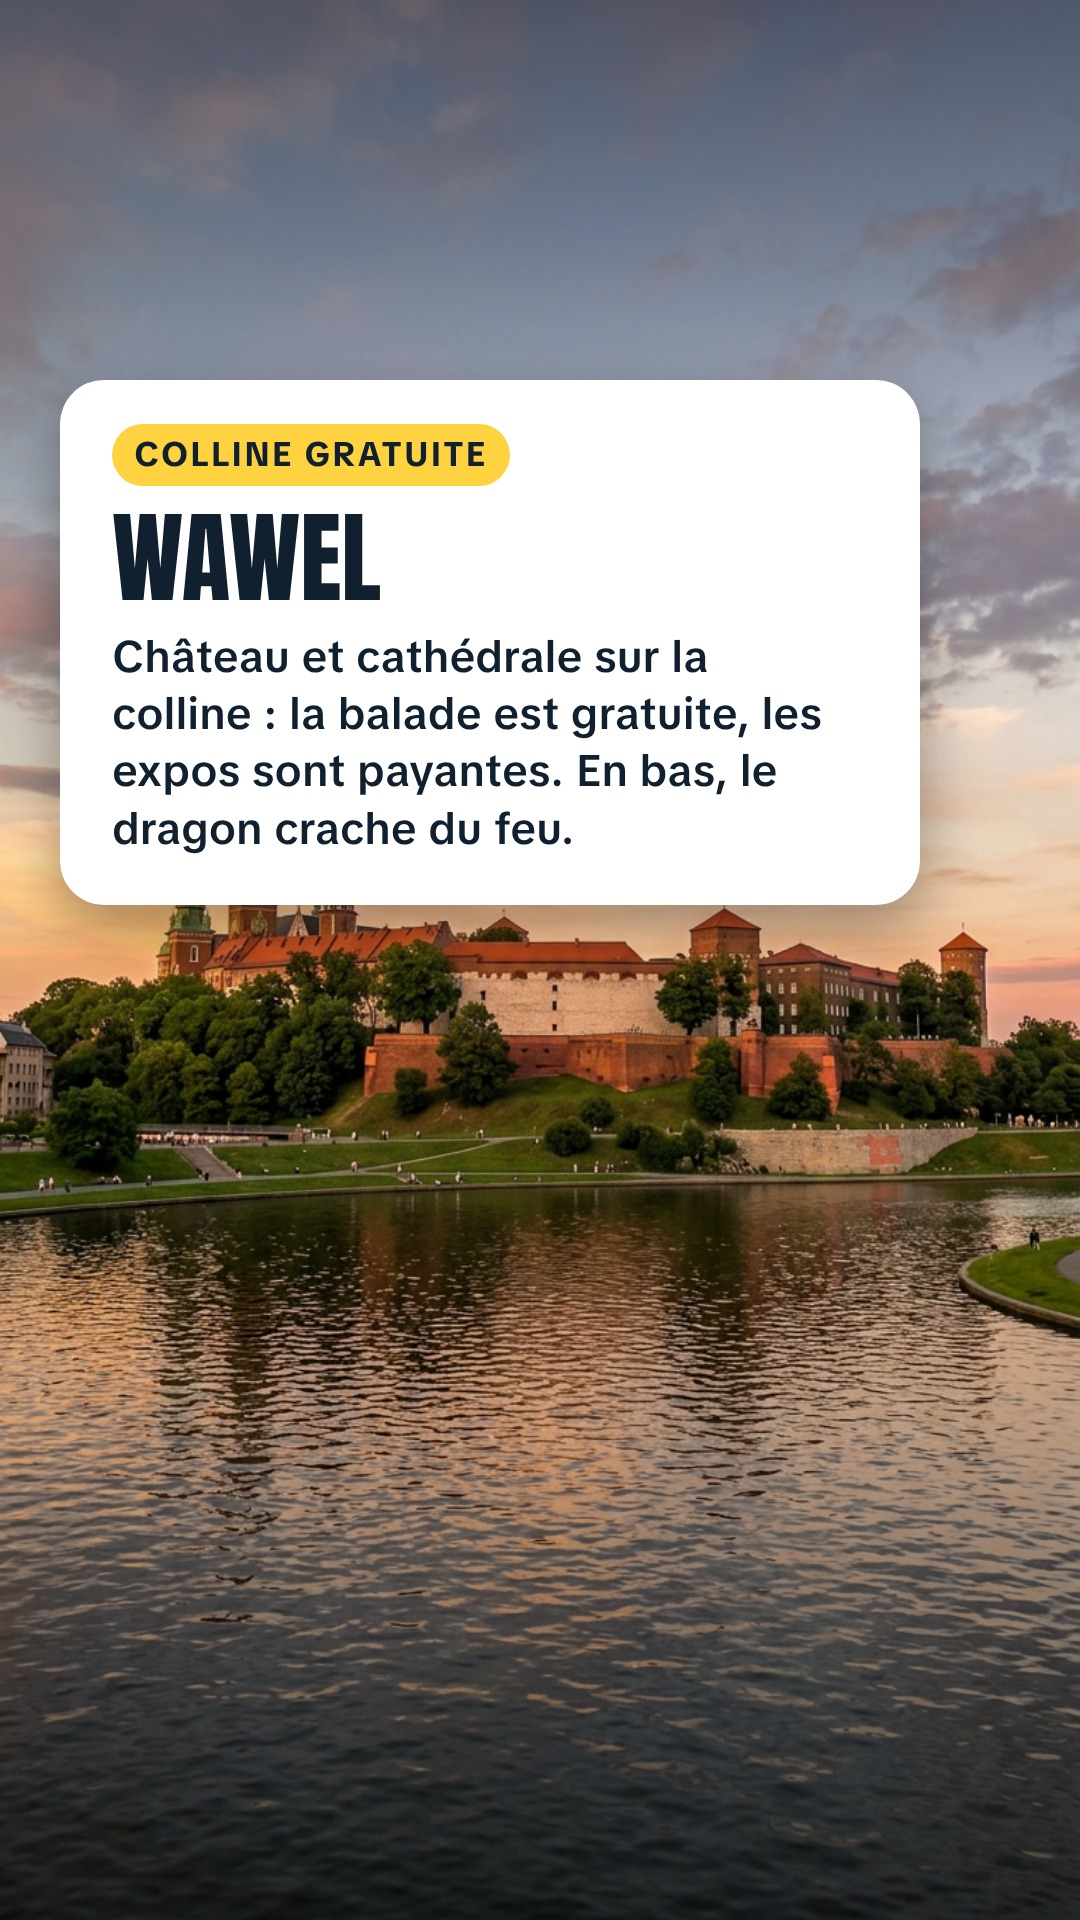 COLLINE GRATUITE
WAWEL
Château et cathédrale sur la
colline : la balade est gratuite, les
expos sont payantes. En bas, le
dragon crache du feu.